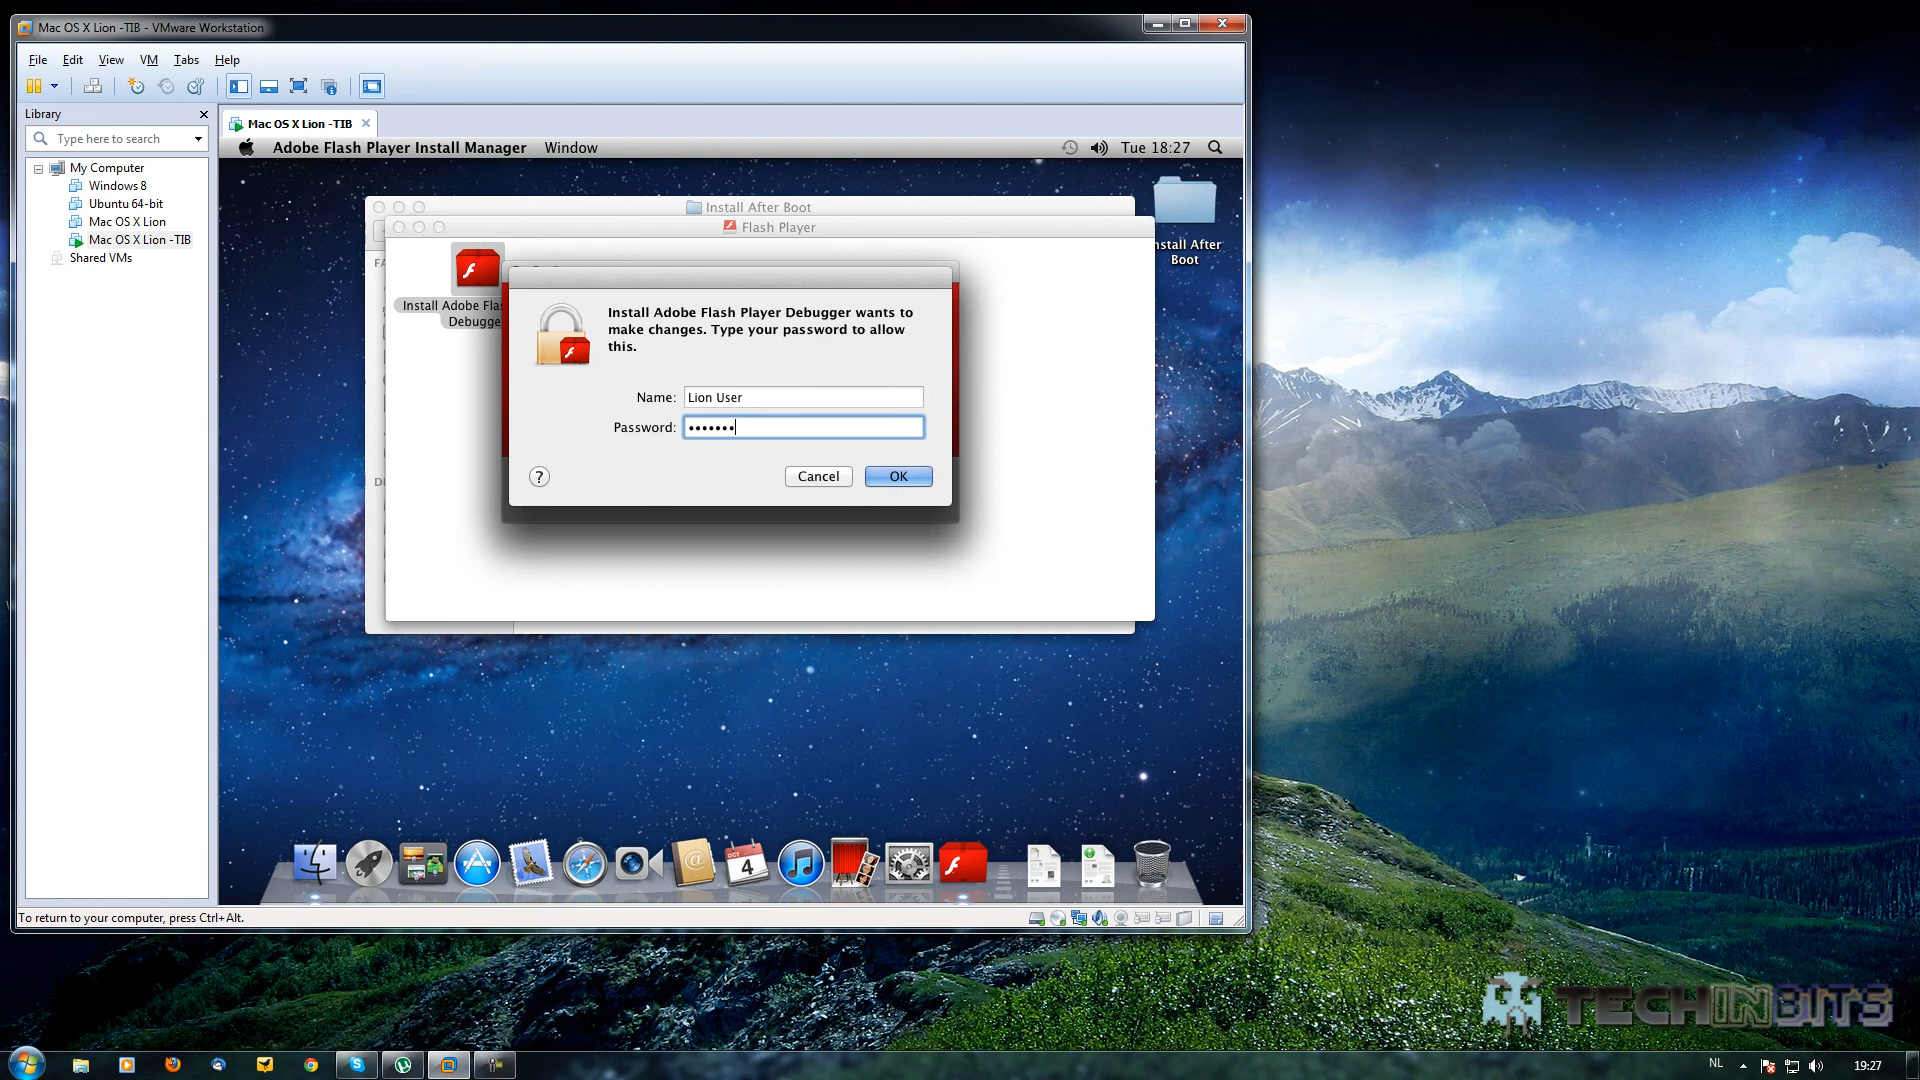 Mac OS X Lion -TIB - VMware Workstation
File Edit View VM Tabs Help
Library
Type here to search
My Computer
Windows 8
Ubuntu 64-bit
Mac OS X Lion
Mac OS X Lion -TIB
Shared VMs
Mac OS X Lion -TIB
Adobe Flash Player Install Manager Window Tue 18:27
Install After Boot
Flash Player
nstall After
Boot
FA
Install Adobe Flas
Debugge
Install Adobe Flash Player Debugger wants to
make changes. Type your password to allow
this.
Name: Lion User
Password: •••••••
? Cancel OK
OCT
4
To return to your computer, press Ctrl+Alt.
TECHINBITS
NL 19:27